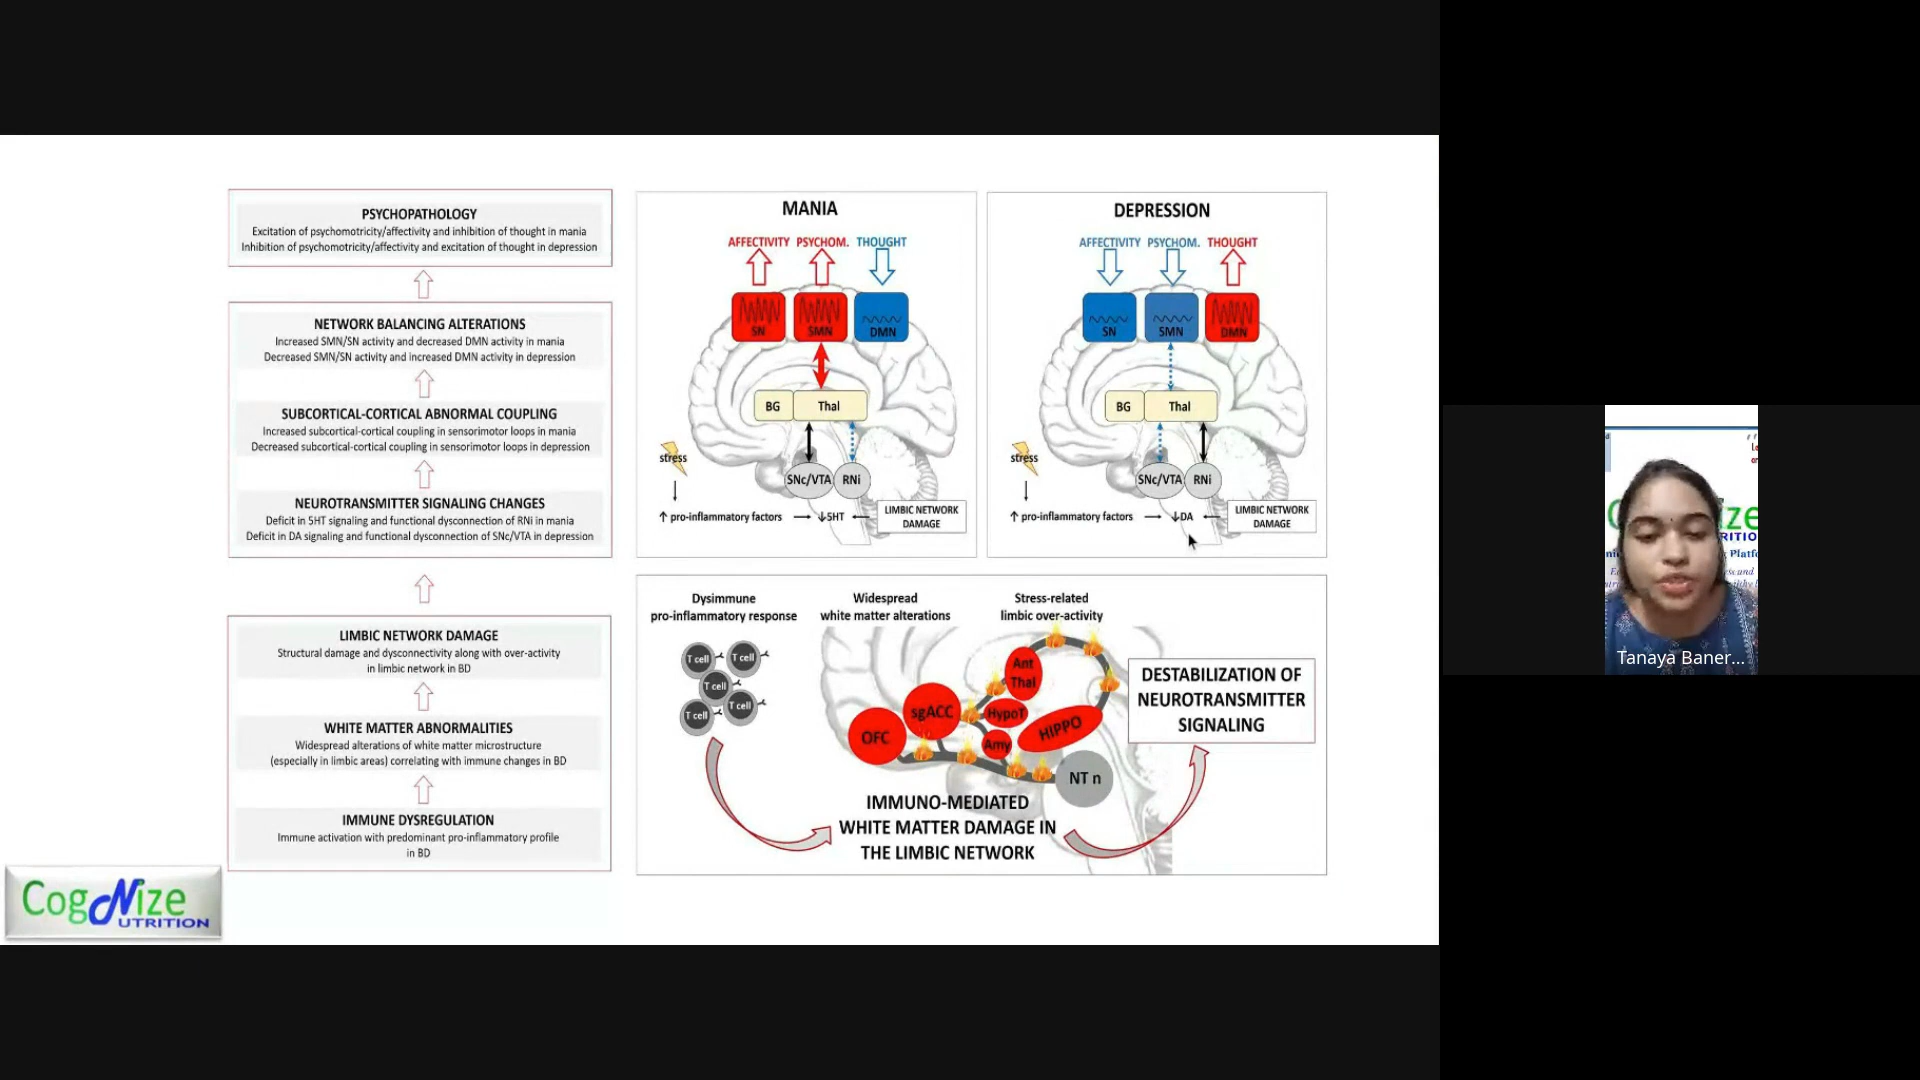 PSYCHOPATHOLOGY
Excitation of psychomotricity/affectivity and inhibition of thought in mania
Inhibition of psychomotricity/affectivity and excitation of thought in depression
NETWORK BALANCING ALTERATIONS
Increased SMN/SN activity and decreased DMN activity in mania
Decreased SMN/SN activity and increased DMN activity in depression
SUBCORTICAL-CORTICAL ABNORMAL COUPLING
Increased subcortical-cortical coupling in sensorimotor loops in mania
Decreased subcortical-cortical coupling in sensorimotor loops in depression
NEUROTRANSMITTER SIGNALING CHANGES
Deficit in 5HT signaling and functional dysconnection of RNi in mania
Deficit in DA signaling and functional dysconnection of SNc/VTA in depression
LIMBIC NETWORK DAMAGE
Structural damage and dysconnectivity along with over-activity
in limbic network in BD
WHITE MATTER ABNORMALITIES
Widespread alterations of white matter microstructure
(especially in limbic areas) correlating with immune changes in BD
IMMUNE DYSREGULATION
Immune activation with predominant pro-inflammatory profile
in BD
CogNize
UTRITION
MANIA
AFFECTIVITY PSYCHOM. THOUGHT
SN SMN DMN
BG Thal
stress
SNc/VTA RNi
↑ pro-inflammatory factors → ↓5HT ← LIMBIC NETWORK
DAMAGE
DEPRESSION
AFFECTIVITY PSYCHOM. THOUGHT
SN SMN DMN
BG Thal
stress
SNc/VTA RNi
↑ pro-inflammatory factors → ↓DA ← LIMBIC NETWORK
DAMAGE
Dysimmune
pro-inflammatory response
Widespread
white matter alterations
Stress-related
limbic over-activity
T cell T cell
T cell
T cell T cell
Ant
Thal
sgACC
HypoT
OFC
HIPPO
Amy
NT n
DESTABILIZATION OF
NEUROTRANSMITTER
SIGNALING
IMMUNO-MEDIATED
WHITE MATTER DAMAGE IN
THE LIMBIC NETWORK
Tanaya Baner...